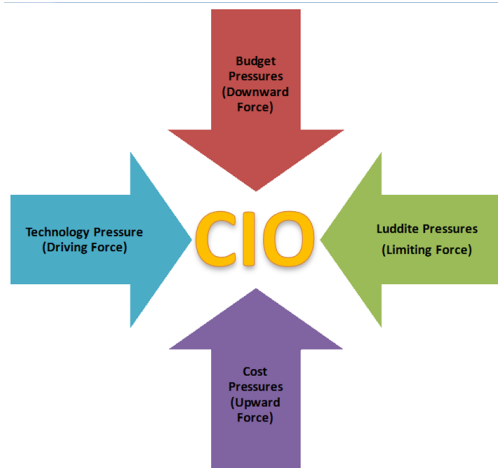 Budget
Pressures
(Downward
Force)
Technology Pressure
(Driving Force)
CIO
Luddite Pressures
(Limiting Force)
Cost
Pressures
(Upward
Force)